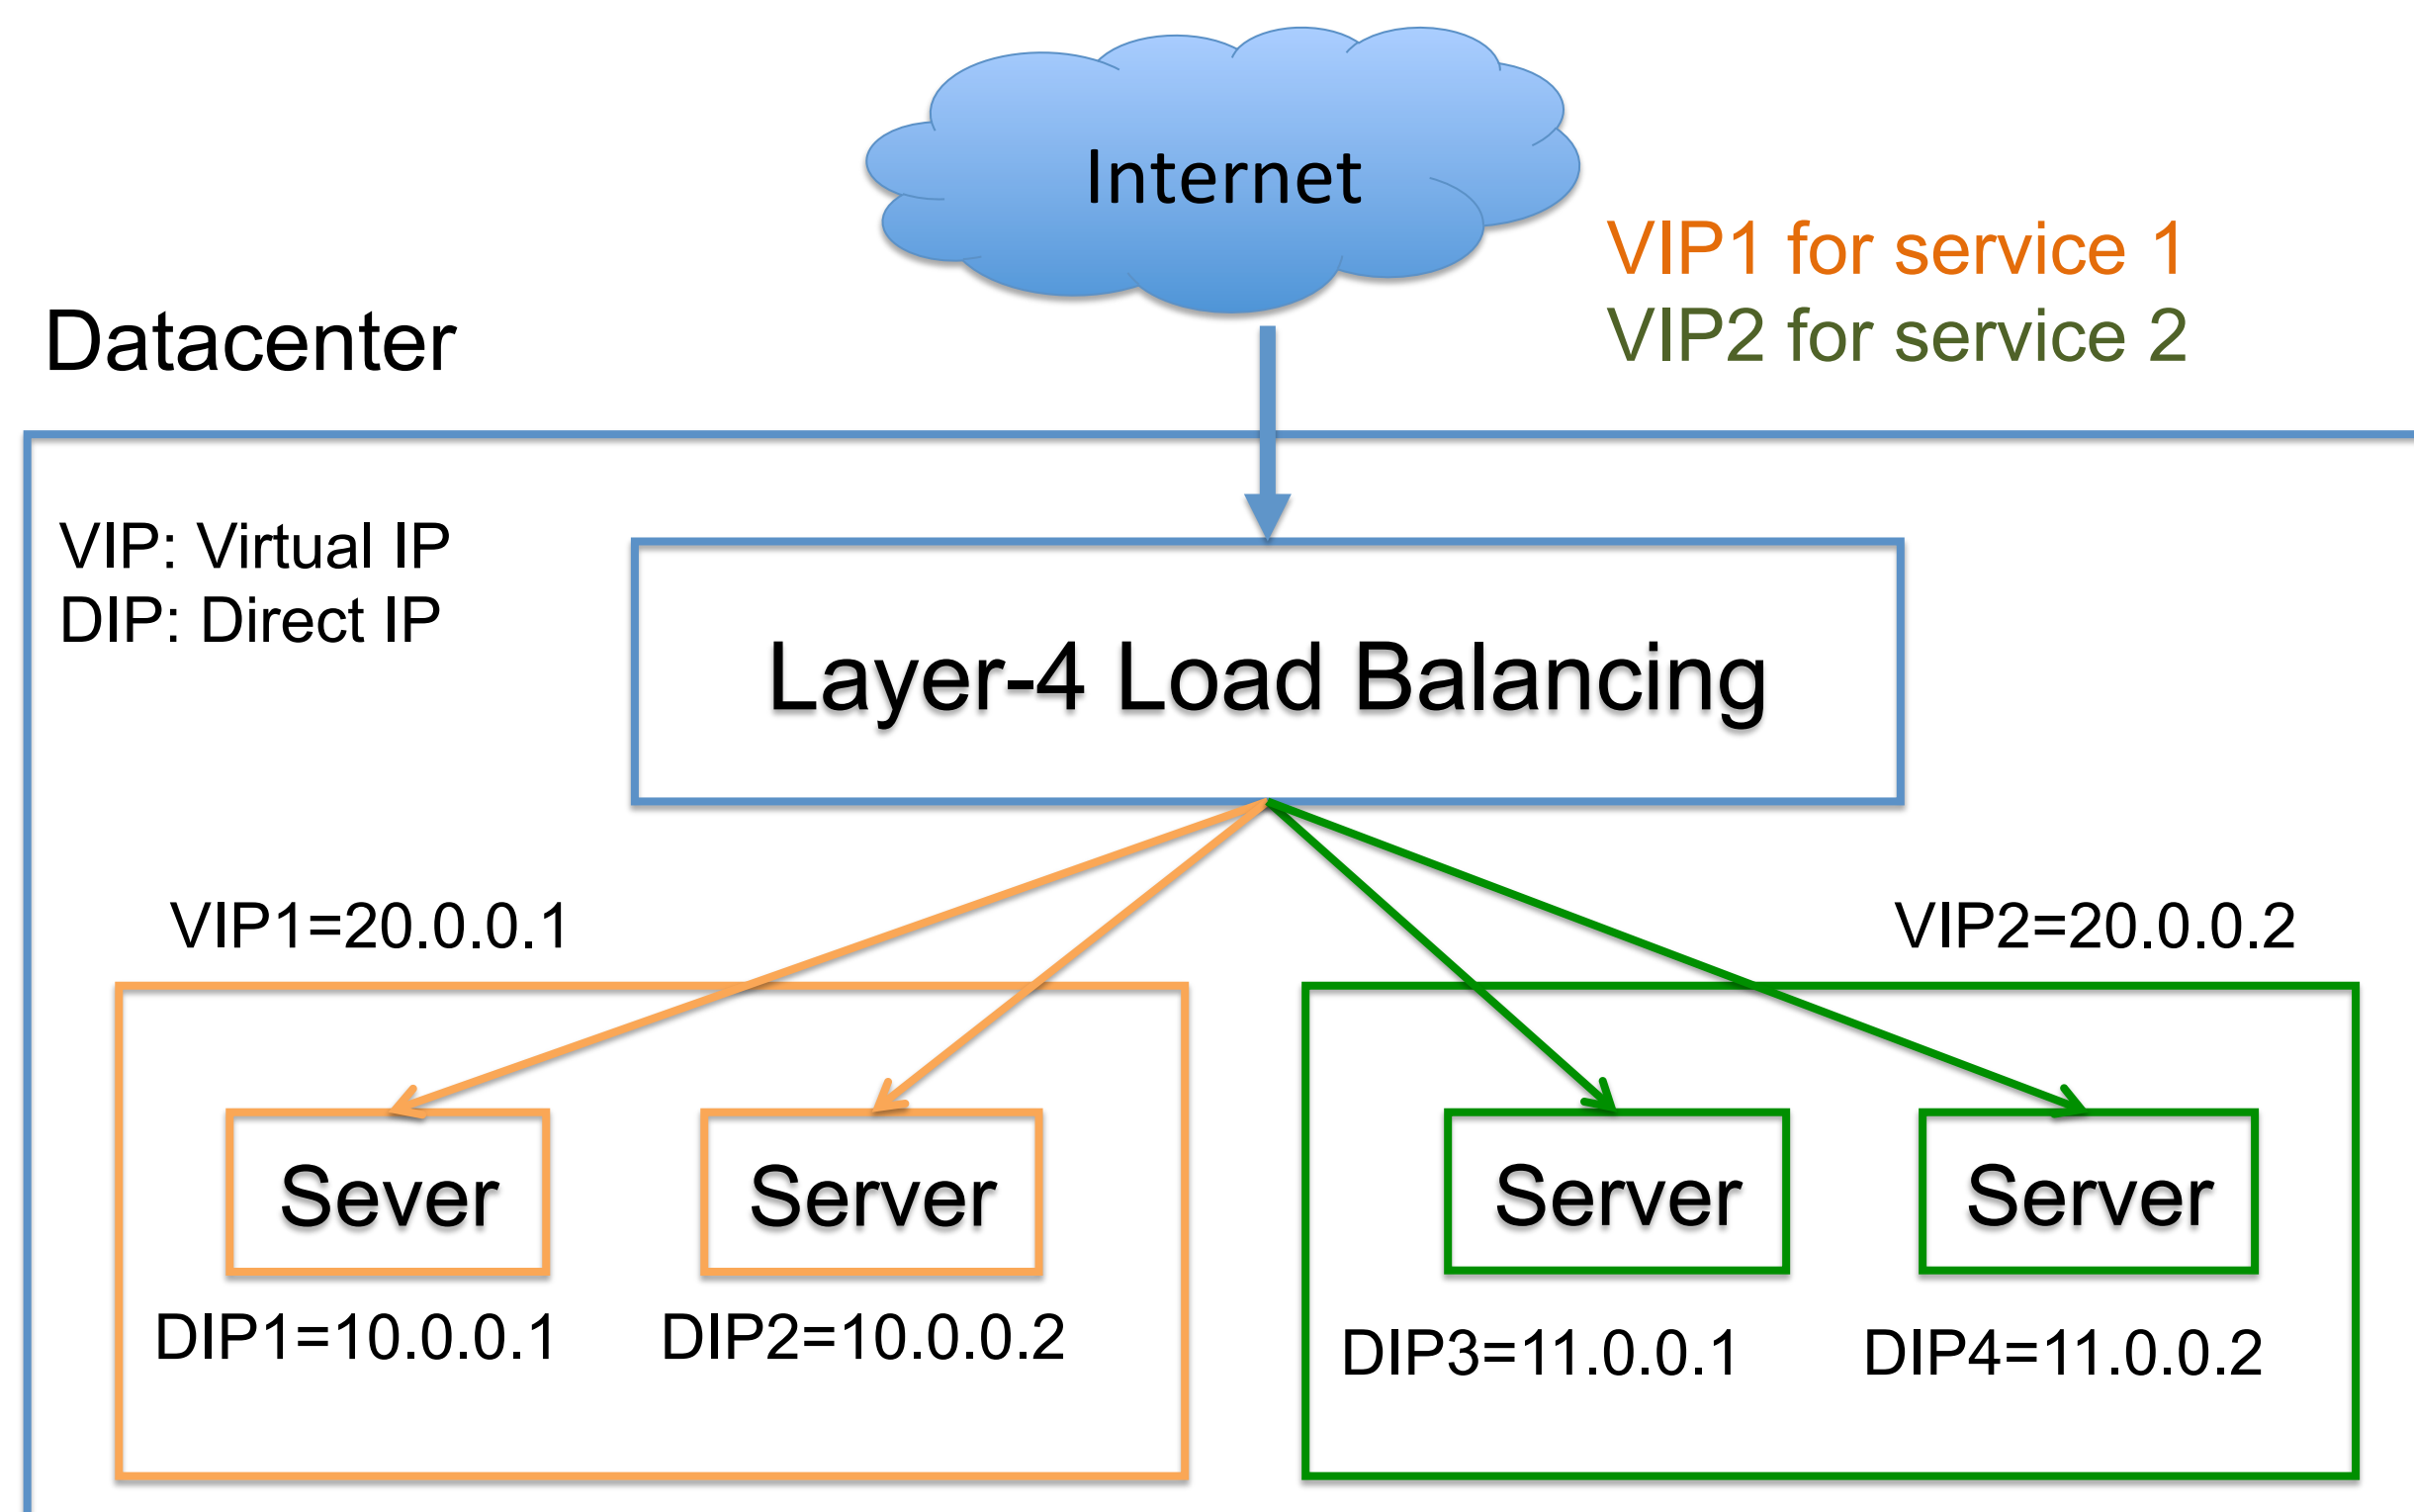 Internet
VIP1 for service 1
VIP2 for service 2
Datacenter
VIP: Virtual IP
DIP: Direct IP
Layer-4 Load Balancing
VIP1=20.0.0.1
VIP2=20.0.0.2
Sever
Server
Server
Server
DIP1=10.0.0.1
DIP2=10.0.0.2
DIP3=11.0.0.1
DIP4=11.0.0.2